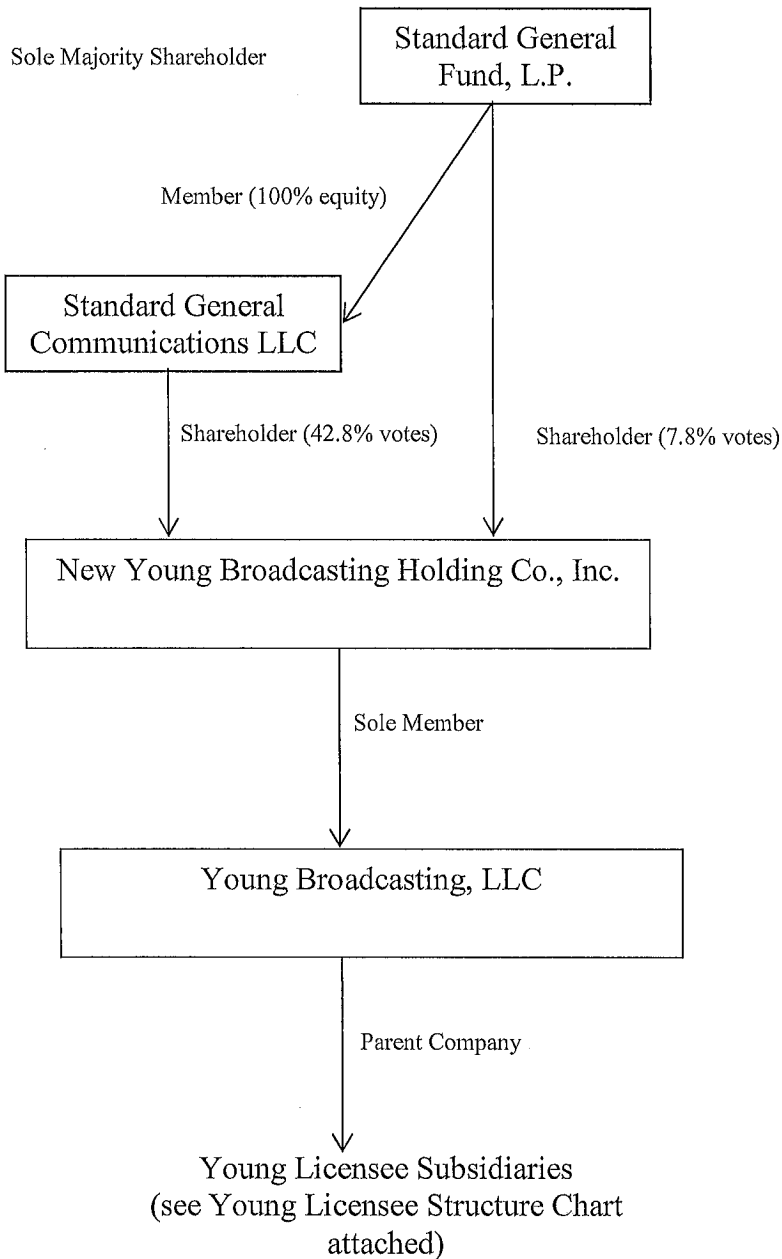 Sole Majority Shareholder
Standard General
Fund, L.P.
Member (100% equity)
Standard General
Communications LLC
Shareholder (42.8% votes)
Shareholder (7.8% votes)
New Young Broadcasting Holding Co., Inc.
Sole Member
Young Broadcasting, LLC
Parent Company
Young Licensee Subsidiaries
(see Young Licensee Structure Chart
attached)